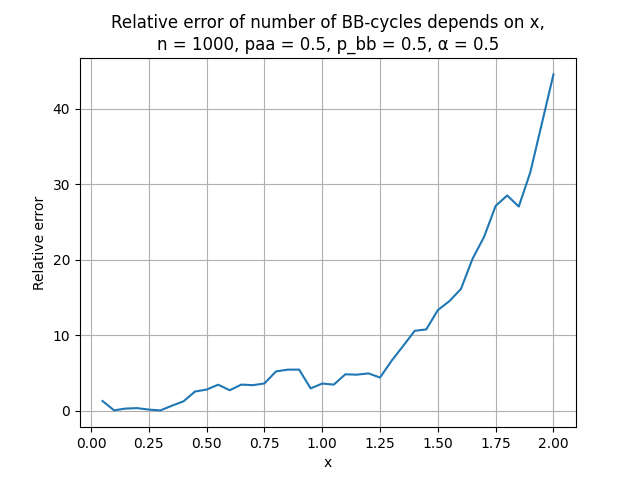 Relative error of number of BB-cycles depends on x,
n = 1000, paa = 0.5, p_bb = 0.5, α = 0.5
Relative error
40
30
20
10
0
0.00 0.25 0.50 0.75 1.00 1.25 1.50 1.75 2.00
x